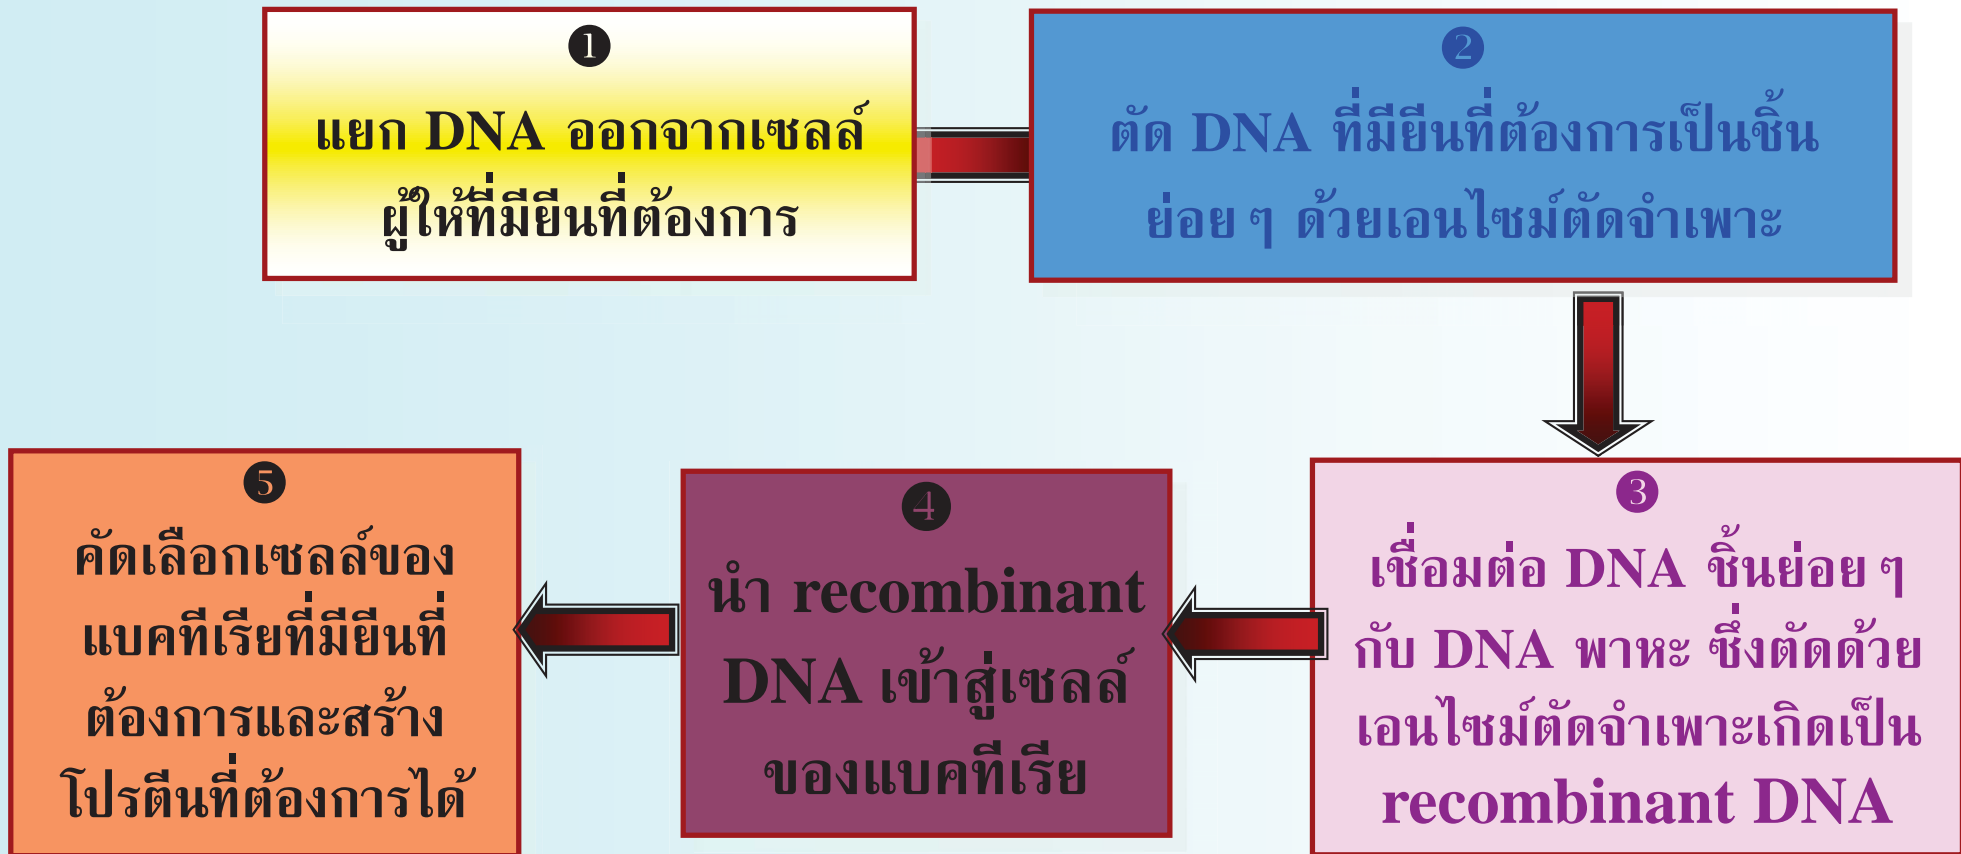 ❶
แยก DNA ออกจากเซลล์
ผู้ให้ที่มียีนที่ต้องการ
❷
ตัด DNA ที่มียีนที่ต้องการเป็นชิ้น
ย่อย ๆ ด้วยเอนไซม์ตัดจำเพาะ
❸
เชื่อมต่อ DNA ชิ้นย่อย ๆ
กับ DNA พาหะ ซึ่งตัดด้วย
เอนไซม์ตัดจำเพาะเกิดเป็น
recombinant DNA
❹
นำ recombinant
DNA เข้าสู่เซลล์
ของแบคทีเรีย
❺
คัดเลือกเซลล์ของ
แบคทีเรียที่มียีนที่
ต้องการและสร้าง
โปรตีนที่ต้องการได้